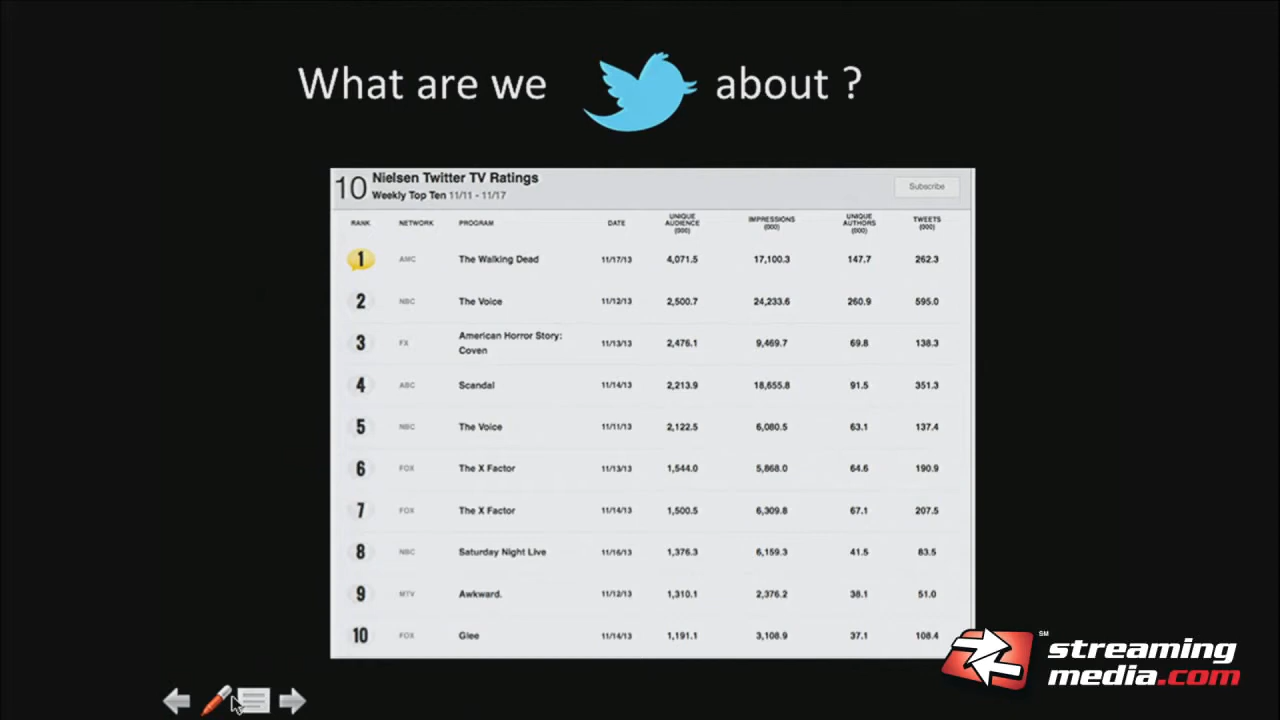 What are we about ?
10 Nielsen Twitter TV Ratings
Weekly Top Ten 11/11 - 11/17
Subscribe
RANK NETWORK PROGRAM DATE UNIQUE AUDIENCE (000) IMPRESSIONS (000) UNIQUE AUTHORS (000) TWEETS (000)
1 AMC The Walking Dead 11/17/13 4,071.5 17,100.3 147.7 262.3
2 NBC The Voice 11/12/13 2,500.7 24,233.6 260.9 595.0
3 FX American Horror Story: Coven 11/13/13 2,476.1 9,469.7 69.8 138.3
4 ABC Scandal 11/14/13 2,213.9 18,655.8 91.5 351.3
5 NBC The Voice 11/11/13 2,122.5 6,080.5 63.1 137.4
6 FOX The X Factor 11/13/13 1,544.0 5,868.0 64.6 190.9
7 FOX The X Factor 11/14/13 1,500.5 6,309.8 67.1 207.5
8 NBC Saturday Night Live 11/16/13 1,376.3 6,159.3 41.5 83.5
9 MTV Awkward. 11/12/13 1,310.1 2,376.2 38.1 51.0
10 FOX Glee 11/14/13 1,191.1 3,108.9 37.1 108.4
SM streaming
media.com